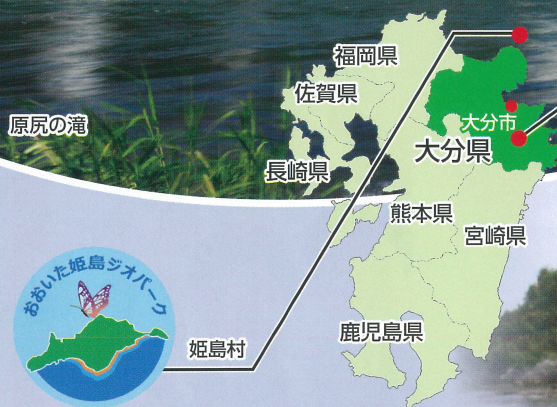 福岡県
佐賀県
原尻の滝
大分市
大分県
長崎県
熊本県
宮崎県
おおいた姫島ジオパーク
鹿児島県
姫島村